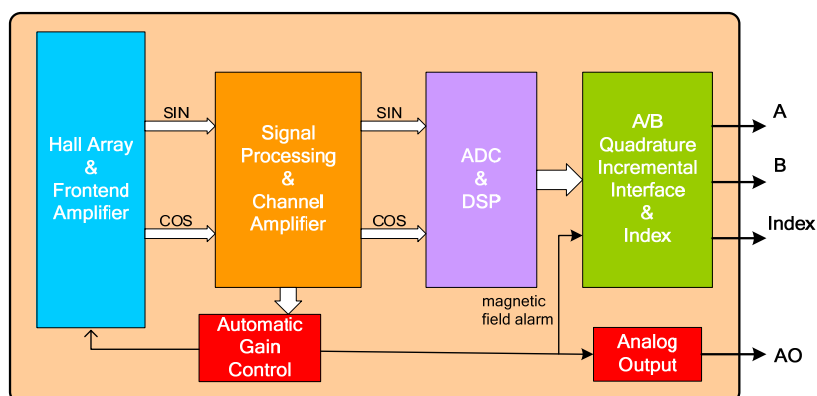 Hall Array
&
Frontend
Amplifier
SIN
COS
Signal
Processing
&
Channel
Amplifier
SIN
COS
ADC
&
DSP
A/B
Quadrature
Incremental
Interface
&
Index
A
B
Index
magnetic
field alarm
Automatic
Gain
Control
Analog
Output
AO